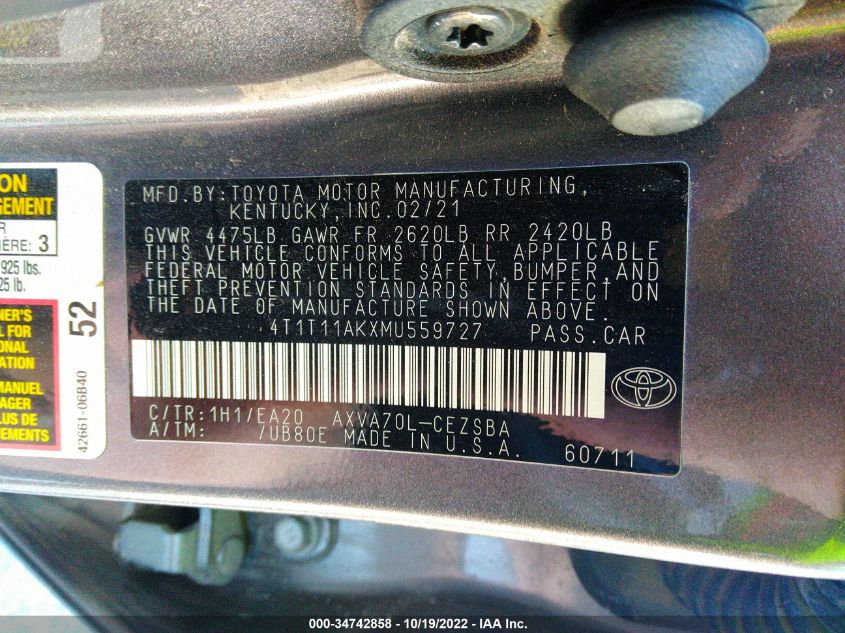 ON
GEMENT
R
IÈRE: 3
925 lbs.
25 lb.
NER'S
L FOR
IONAL
ATION
MANUEL
AGER
LUS DE
TION
52
42661-06B40
MFD.BY:TOYOTA MOTOR MANUFACTURING,
KENTUCKY,INC.02/21
GVWR 4475LB GAWR FR 2620LB RR 2420LB
THIS VEHICLE CONFORMS TO ALL APPLICABLE
FEDERAL MOTOR VEHICLE SAFETY,BUMPER,AND
THEFT PREVENTION STANDARDS IN EFFECT ON
THE DATE OF MANUFACTURE SHOWN ABOVE.
4T1T11AKXMU559727 PASS.CAR
C/TR:1H1/EA20 AXVA70L-CEZSBA
A/TM: /UB80E MADE IN U.S.A. 60711
000-34742858 - 10/19/2022 - IAA Inc.